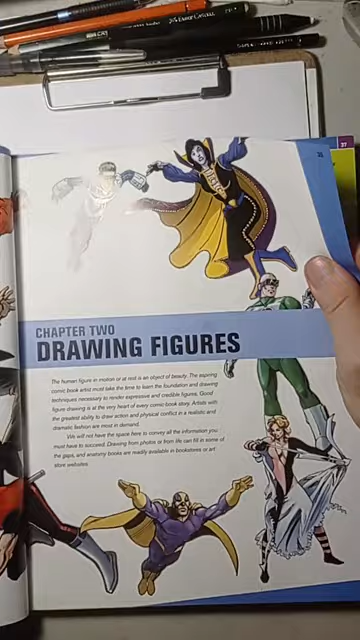 37
CHAPTER TWO
DRAWING FIGURES
The human figure in motion or at rest is an object of beauty. The aspiring
comic book artist must take the time to learn the foundation and drawing
techniques necessary to render expressive and credible figures. Good
figure drawing is at the very heart of every comic-book story. Artists with
the greatest ability to draw action and physical conflict in a realistic and
dramatic fashion are most in demand.
We will not have the space here to convey all the information you
must have to succeed. Drawing from photos or from life can fill in some of
the gaps, and anatomy books are readily available in bookstores or art
store websites.